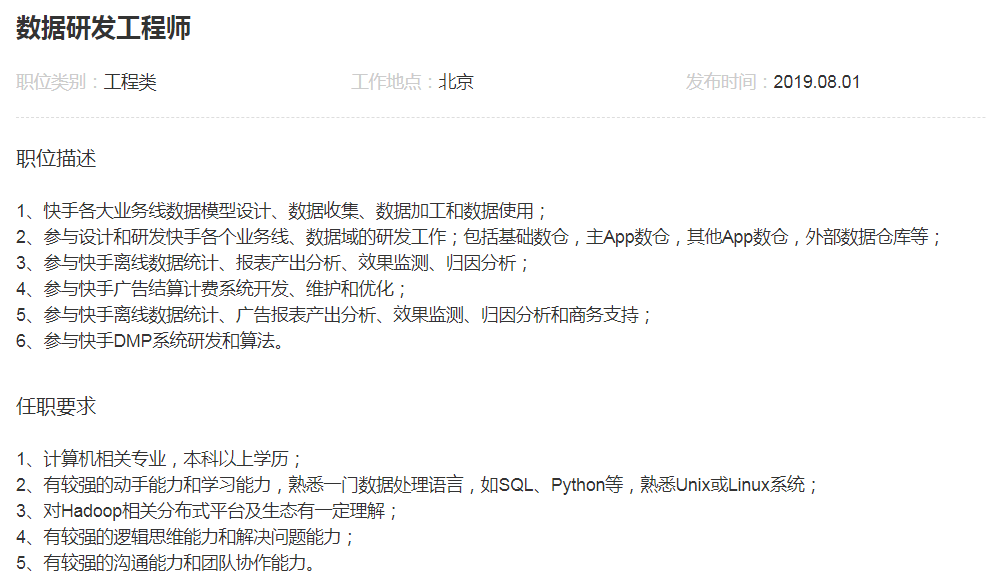 数据研发工程师
职位类别：工程类 工作地点：北京 发布时间：2019.08.01
职位描述
1、快手各大业务线数据模型设计、数据收集、数据加工和数据使用；
2、参与设计和研发快手各个业务线、数据域的研发工作；包括基础数仓，主App数仓，其他App数仓，外部数据仓库等；
3、参与快手离线数据统计、报表产出分析、效果监测、归因分析；
4、参与快手广告结算计费系统开发、维护和优化；
5、参与快手离线数据统计、广告报表产出分析、效果监测、归因分析和商务支持；
6、参与快手DMP系统研发和算法。
任职要求
1、计算机相关专业，本科以上学历；
2、有较强的动手能力和学习能力，熟悉一门数据处理语言，如SQL、Python等，熟悉Unix或Linux系统；
3、对Hadoop相关分布式平台及生态有一定理解；
4、有较强的逻辑思维能力和解决问题能力；
5、有较强的沟通能力和团队协作能力。